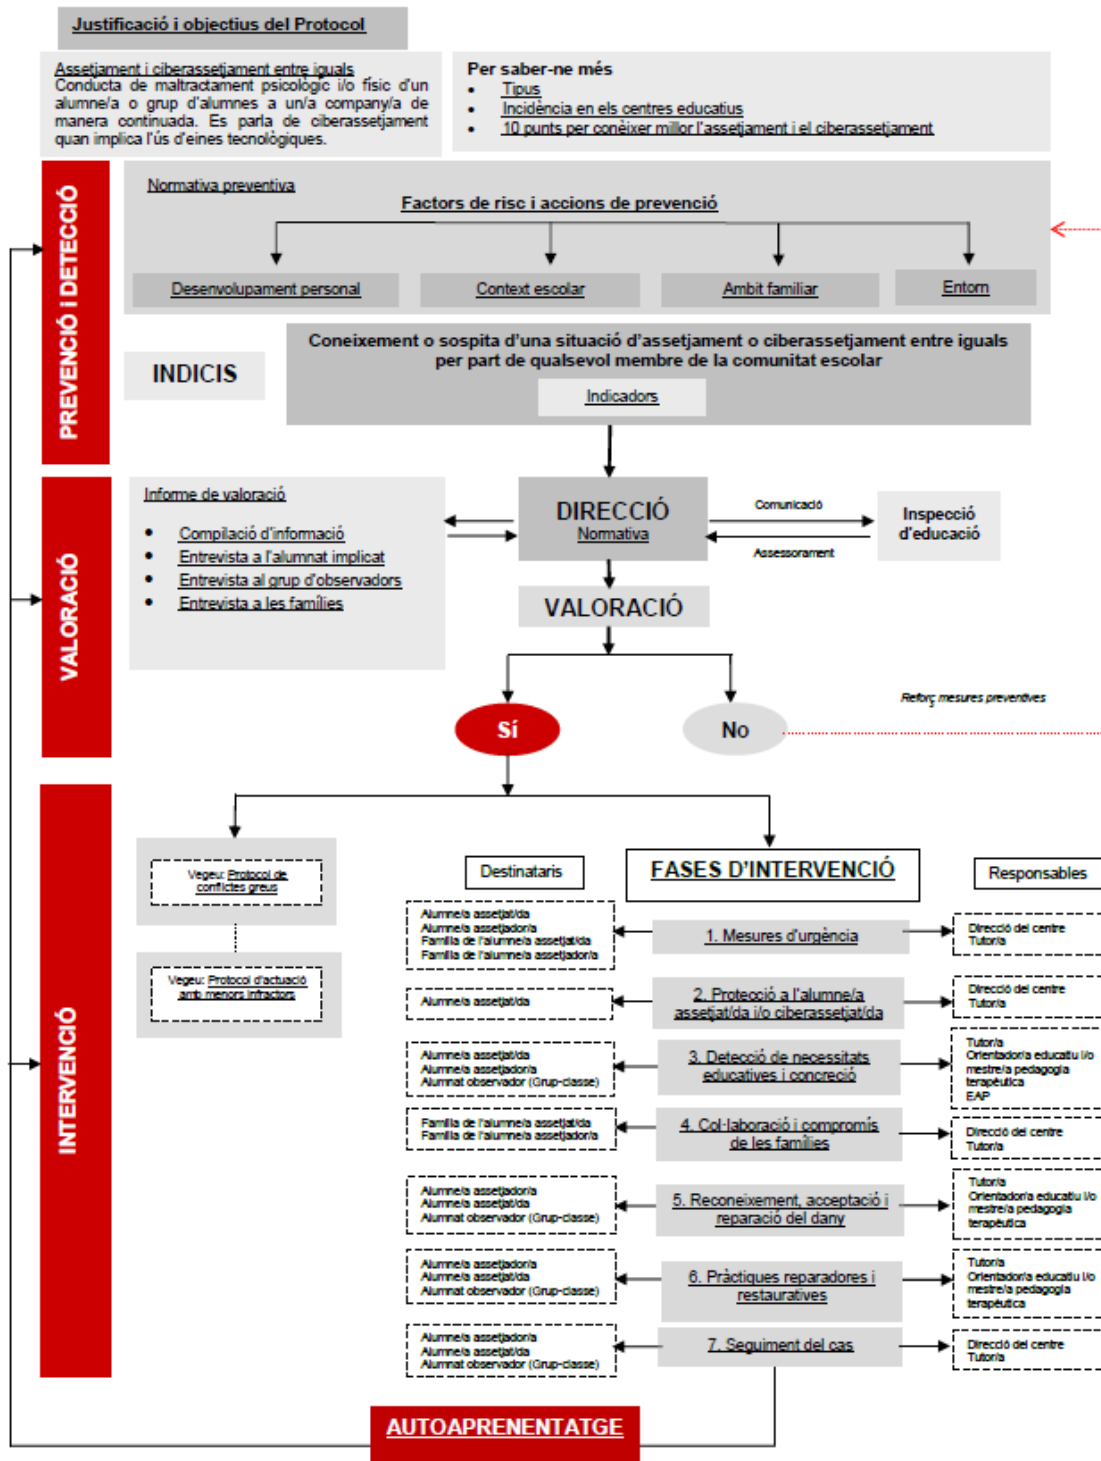 Justificació i objectius del Protocol
Assetjament i ciberassetjament entre iguals
Conducta de maltractament psicològic i/o físic d'un
alumne/a o grup d'alumnes a un/a company/a de
manera continuada. Es parla de ciberassetjament
quan implica l'ús d'eines tecnològiques.
Per saber-ne més
• Tipus
• Incidència en els centres educatius
• 10 punts per conèixer millor l'assetjament i el ciberassetjament
PREVENCIÓ i DETECCIÓ
Normativa preventiva
Factors de risc i accions de prevenció
Desenvolupament personal
Context escolar
Ambit familiar
Entorn
INDICIS
Coneixement o sospita d'una situació d'assetjament o ciberassetjament entre iguals
per part de qualsevol membre de la comunitat escolar
Indicadors
VALORACIÓ
Informe de valoració
• Compilació d'informació
• Entrevista a l'alumnat implicat
• Entrevista al grup d'observadors
• Entrevista a les famílies
DIRECCIÓ
Normativa
Comunicació
Assessorament
Inspecció
d'educació
VALORACIÓ
Sí
No
Reforç mesures preventives
INTERVENCIÓ
Vegeu: Protocol de
conflictes greus
Vegeu: Protocol d'actuació
amb menors infractors
Destinataris
FASES D'INTERVENCIÓ
Responsables
Alumne/a assetjat/da
Alumne/a assetjador/a
Família de l'alumne/a assetjat/da
Família de l'alumne/a assetjador/a
1. Mesures d'urgència
Direcció del centre
Tutor/a
Alumne/a assetjat/da
2. Protecció a l'alumne/a
assetjat/da i/o ciberassetjat/da
Direcció del centre
Tutor/a
Alumne/a assetjat/da
Alumne/a assetjador/a
Alumnat observador (Grup-classe)
3. Detecció de necessitats
educatives i concreció
Tutor/a
Orientador/a educatiu i/o
mestre/a pedagogia
terapèutica
EAP
Família de l'alumne/a assetjat/da
Família de l'alumne/a assetjador/a
4. Col·laboració i compromís
de les famílies
Direcció del centre
Tutor/a
Alumne/a assetjador/a
Alumne/a assetjat/da
Alumnat observador (Grup-classe)
5. Reconeixement, acceptació i
reparació del dany
Tutor/a
Orientador/a educatiu i/o
mestre/a pedagogia
terapèutica
Alumne/a assetjador/a
Alumne/a assetjat/da
Alumnat observador (Grup-classe)
6. Pràctiques reparadores i
restauratives
Tutor/a
Orientador/a educatiu i/o
mestre/a pedagogia
terapèutica
Alumne/a assetjador/a
Alumne/a assetjat/da
Alumnat observador (Grup-classe)
7. Seguiment del cas
Direcció del centre
Tutor/a
AUTOAPRENENTATGE